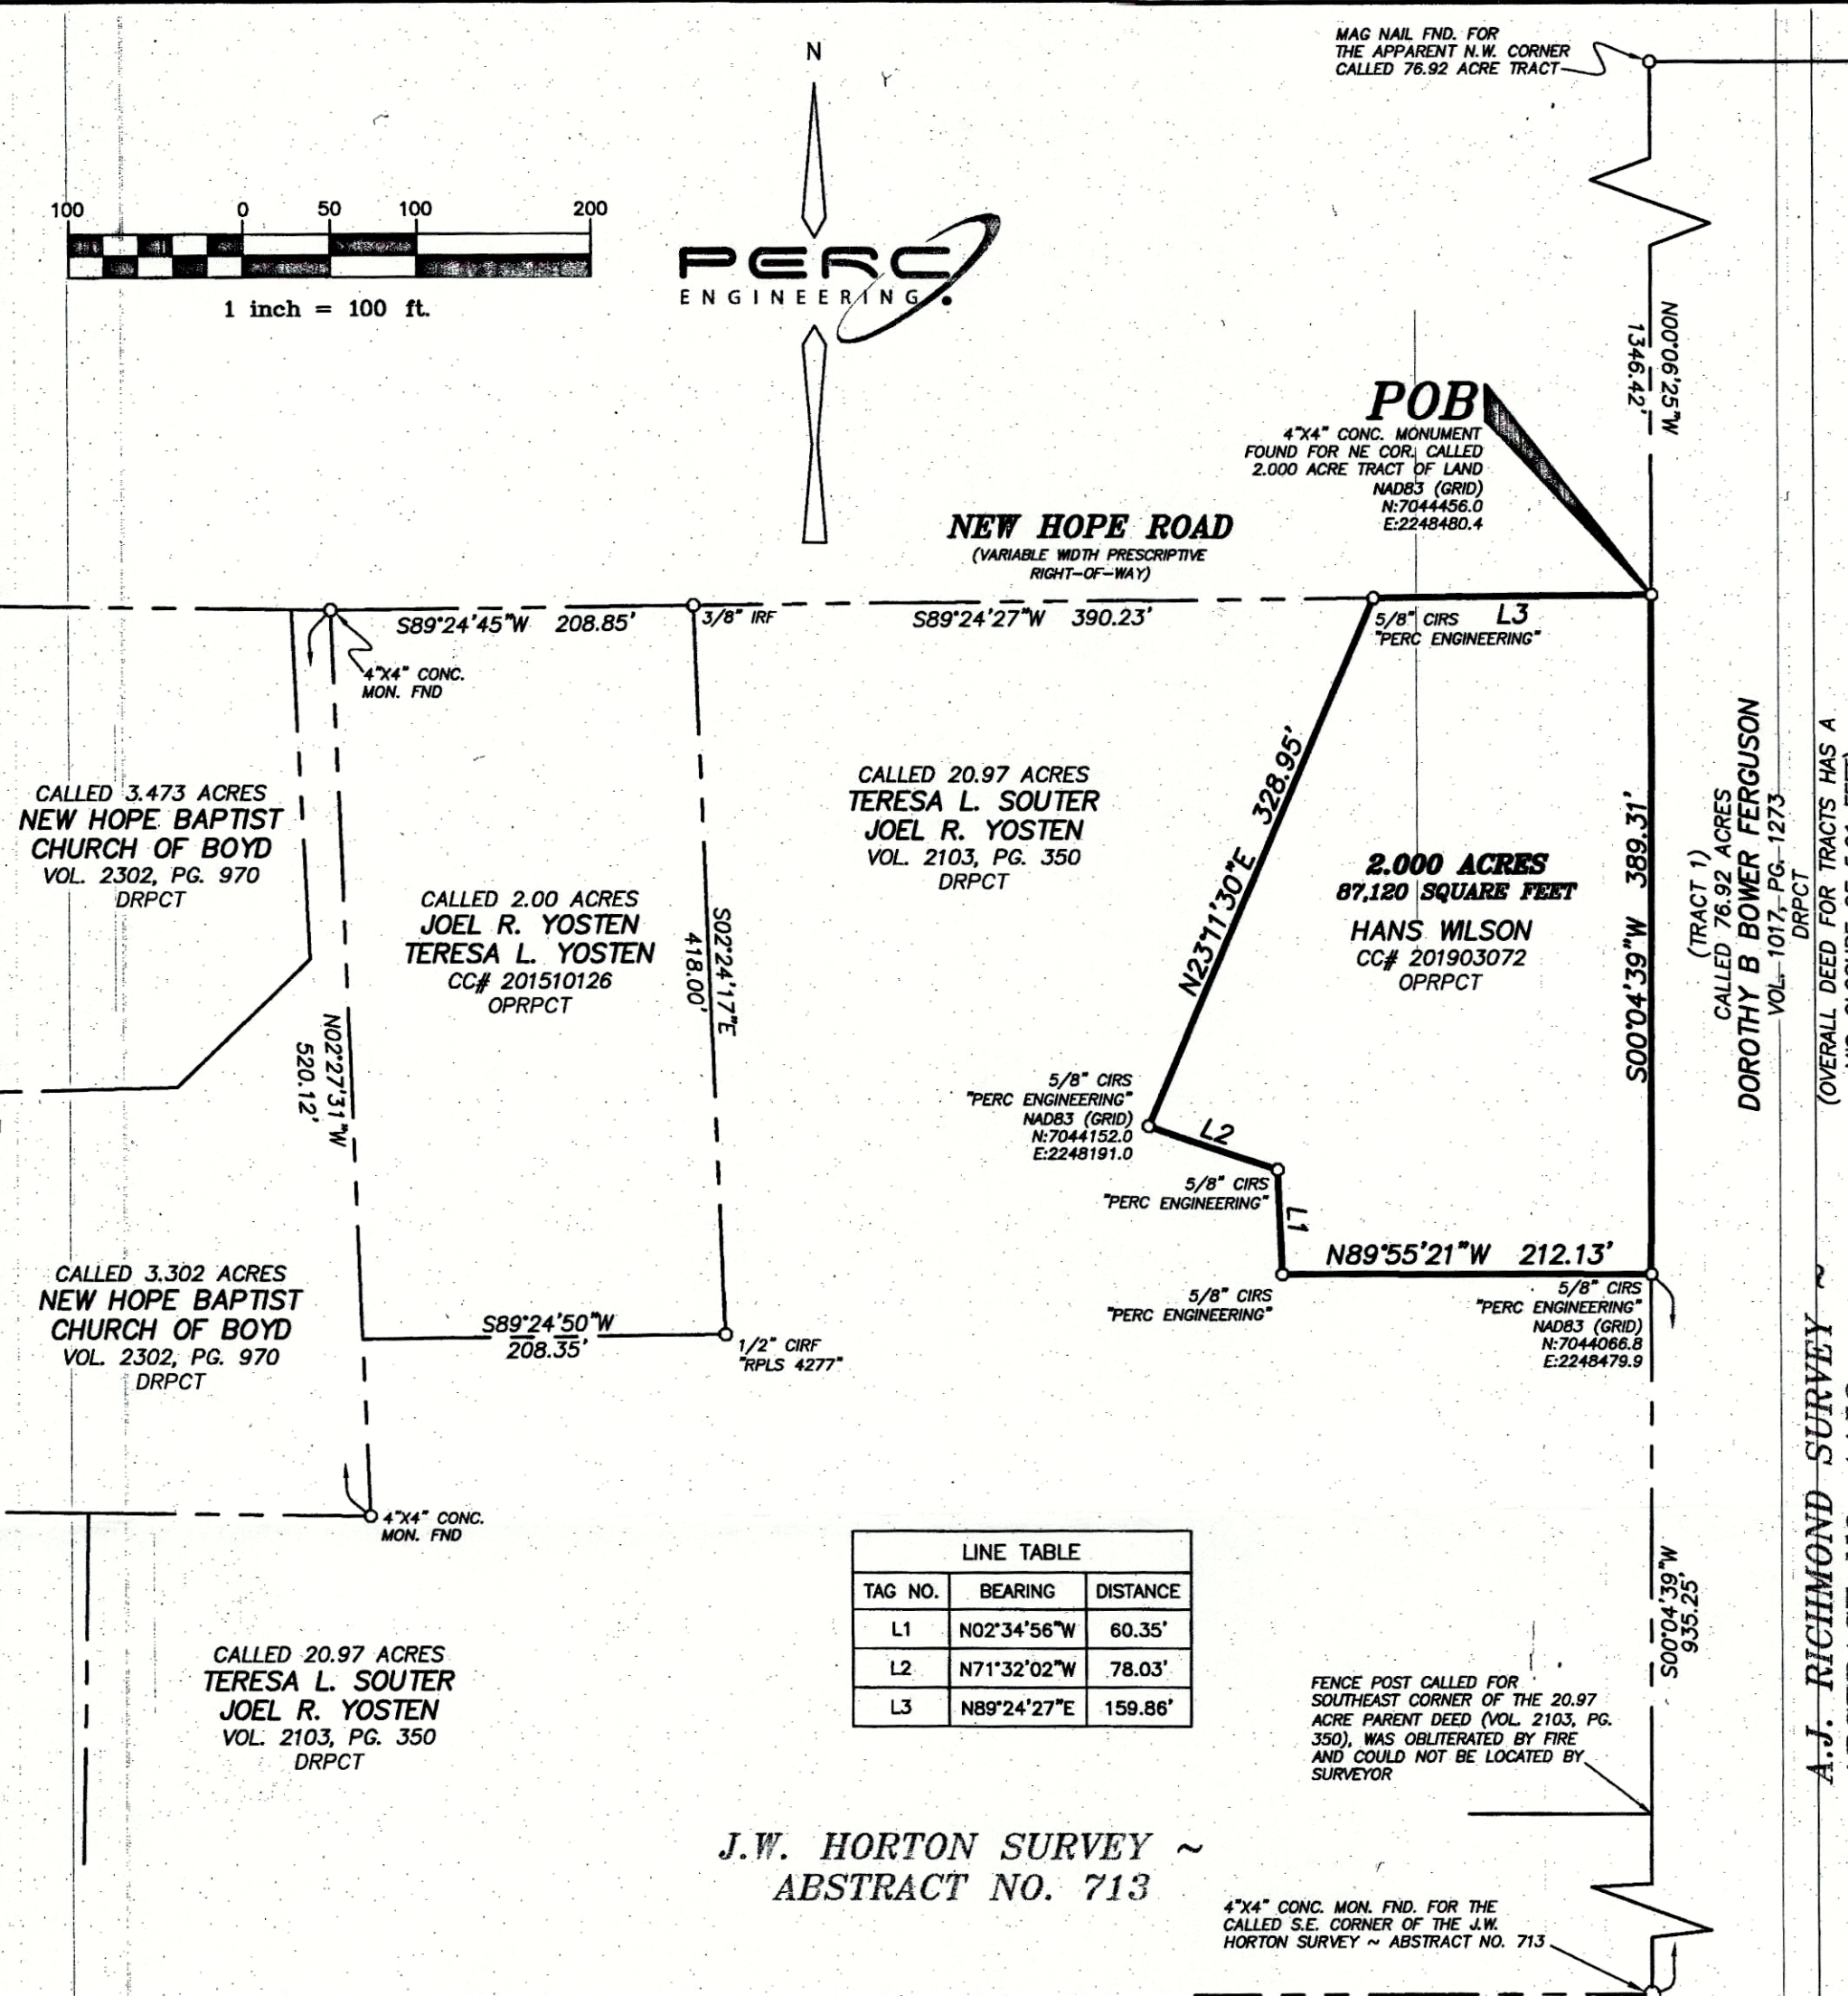 MAG NAIL FND. FOR
THE APPARENT N.W. CORNER
CALLED 76.92 ACRE TRACT
N
100 0 50 100 200
1 inch = 100 ft.
PERC
ENGINEERING
N00°06'25"W
1346.42'
POB
4"X4" CONC. MONUMENT
FOUND FOR NE COR. CALLED
2.000 ACRE TRACT OF LAND
NAD83 (GRID)
N:7044456.0
E:2248480.4
NEW HOPE ROAD
(VARIABLE WIDTH PRESCRIPTIVE
RIGHT-OF-WAY)
S89°24'45"W 208.85'
3/8" IRF
S89°24'27"W 390.23'
5/8" CIRS
"PERC ENGINEERING"
L3
4"X4" CONC.
MON. FND
CALLED 3.473 ACRES
NEW HOPE BAPTIST
CHURCH OF BOYD
VOL. 2302, PG. 970
DRPCT
CALLED 2.00 ACRES
JOEL R. YOSTEN
TERESA L. YOSTEN
CC# 201510126
OPRPCT
S02°24'17"E
418.00'
N02°27'31"W
520.12'
CALLED 20.97 ACRES
TERESA L. SOUTER
JOEL R. YOSTEN
VOL. 2103, PG. 350
DRPCT
N23°11'30"E 328.95'
2.000 ACRES
87,120 SQUARE FEET
HANS WILSON
CC# 201903072
OPRPCT
S00°04'39"W 389.31'
(TRACT 1)
CALLED 76.92 ACRES
DOROTHY B BOWER FERGUSON
VOL. 1017, PG. 1273
DRPCT
(OVERALL DEED FOR TRACTS HAS A
5/8" CIRS
"PERC ENGINEERING"
NAD83 (GRID)
N:7044152.0
E:2248191.0
L2
5/8" CIRS
"PERC ENGINEERING"
L1
N89°55'21"W 212.13'
5/8" CIRS
"PERC ENGINEERING"
5/8" CIRS
"PERC ENGINEERING"
NAD83 (GRID)
N:7044066.8
E:2248479.9
CALLED 3.302 ACRES
NEW HOPE BAPTIST
CHURCH OF BOYD
VOL. 2302, PG. 970
DRPCT
S89°24'50"W
208.35'
1/2" CIRF
"RPLS 4277"
4"X4" CONC.
MON. FND
A.J. RICHMOND SURVEY ~
LINE TABLE
TAG NO. BEARING DISTANCE
L1 N02°34'56"W 60.35'
L2 N71°32'02"W 78.03'
L3 N89°24'27"E 159.86'
S00°04'39"W
935.25'
CALLED 20.97 ACRES
TERESA L. SOUTER
JOEL R. YOSTEN
VOL. 2103, PG. 350
DRPCT
FENCE POST CALLED FOR
SOUTHEAST CORNER OF THE 20.97
ACRE PARENT DEED (VOL. 2103, PG.
350), WAS OBLITERATED BY FIRE
AND COULD NOT BE LOCATED BY
SURVEYOR
J.W. HORTON SURVEY ~
ABSTRACT NO. 713
4"X4" CONC. MON. FND. FOR THE
CALLED S.E. CORNER OF THE J.W.
HORTON SURVEY ~ ABSTRACT NO. 713